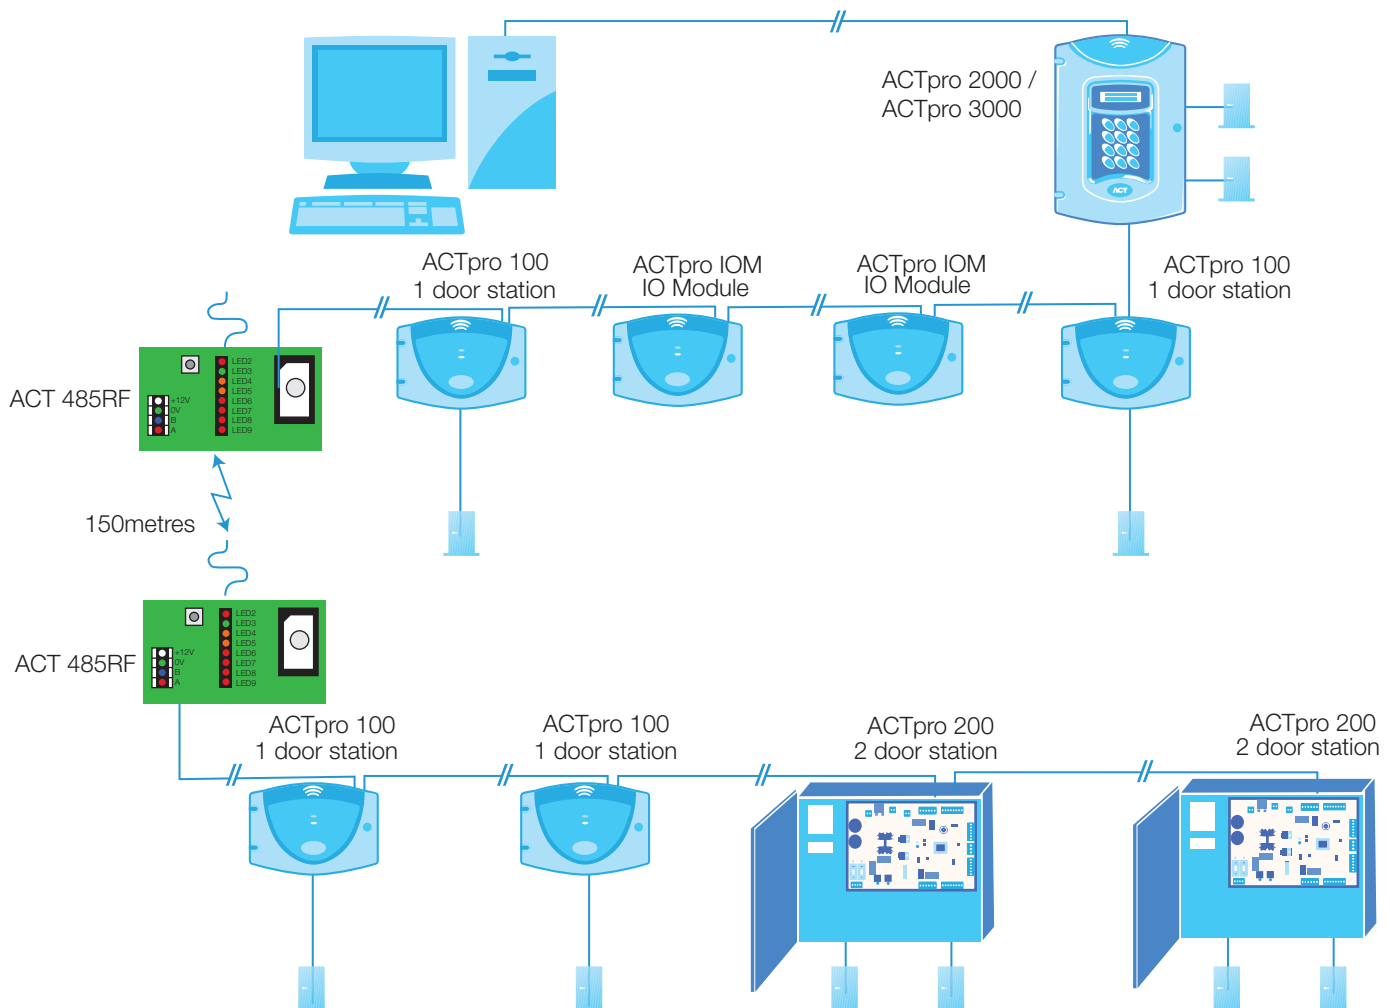 ACTpro 2000 /
ACTpro 3000
ACT
ACTpro 100
1 door station
ACTpro IOM
IO Module
ACTpro IOM
IO Module
ACTpro 100
1 door station
ACT 485RF
LED2
LED3
LED4
LED5
LED6
LED7
LED8
LED9
+12V
0V
B
A
150metres
ACT 485RF
LED2
LED3
LED4
LED5
LED6
LED7
LED8
LED9
+12V
0V
B
A
ACTpro 100
1 door station
ACTpro 100
1 door station
ACTpro 200
2 door station
ACTpro 200
2 door station